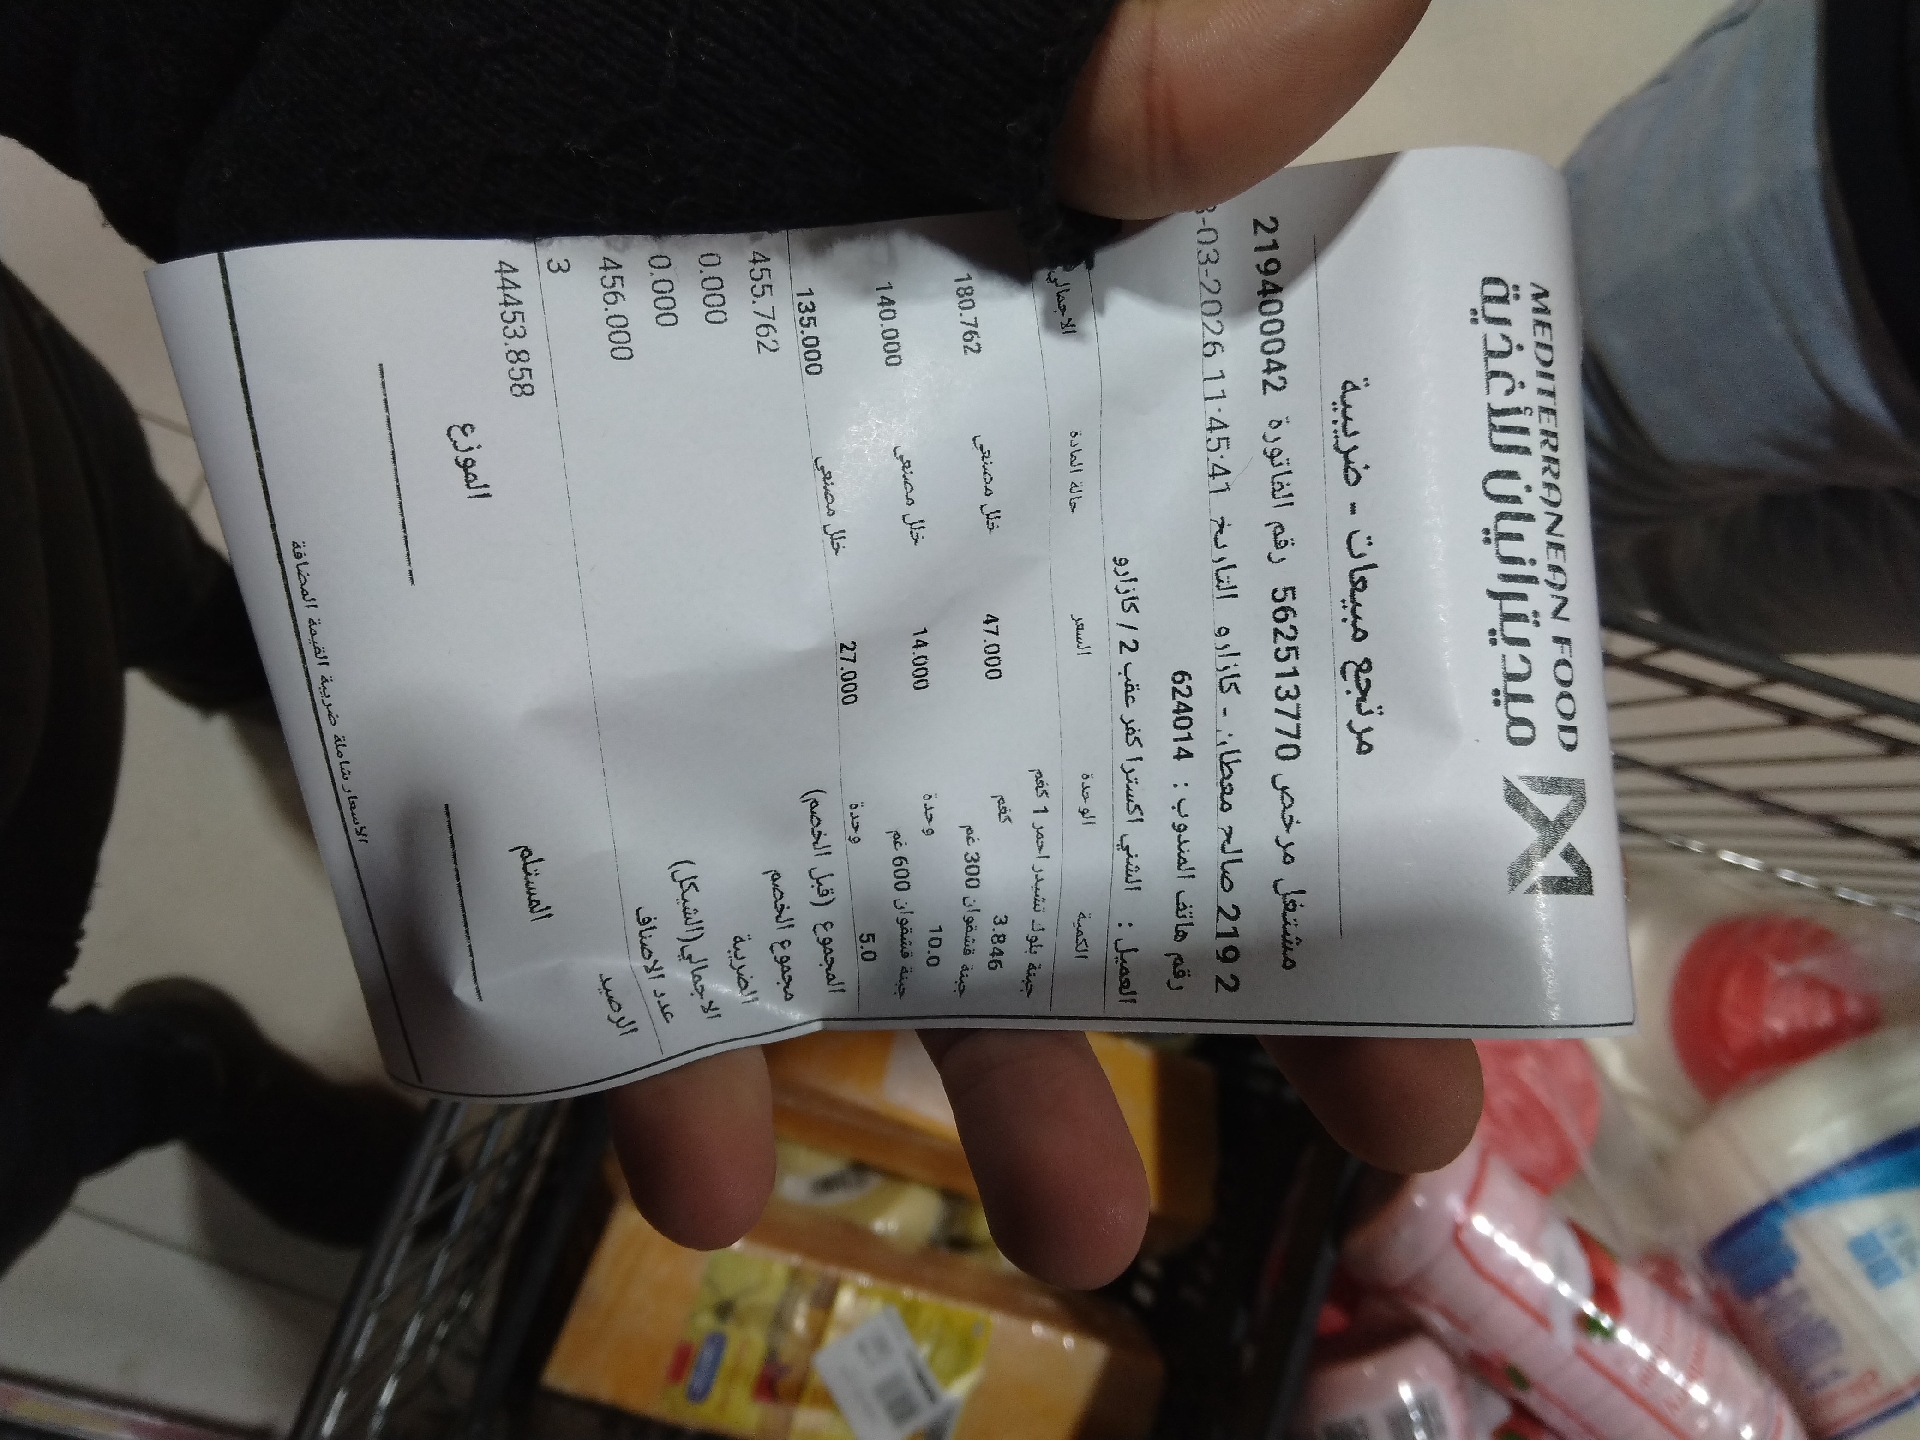 MEDITERRANEAN FOOD
ميديترانيان للأغذية
مرتجع مبيعات - ضريبية
مشتغل مرخص 562513770 رقم الفاتورة 219400042
2192 صالح معطان - كازارو التاريخ 03-2026 11:45:41-
رقم هاتف المندوب : 624014
العميل : الشني اكسترا كفر عقب 2 / كازارو
الكمية الوحدة السعر حالة المادة الاجمالي
جبنة بلوك تشيدر احمر 1 كغم
3.846 كغم 47.000 خلل مصنعي 180.762
جبنة قشقوان 300 غم
10.0 وحدة 14.000 خلل مصنعي 140.000
جبنة قشقوان 600 غم
5.0 وحدة 27.000 خلل مصنعي 135.000
المجموع (قبل الخصم) 455.762
مجموع الخصم 0.000
الضريبة 0.000
الاجمالي(الشيكل) 456.000
عدد الاصناف 3
الرصيد 44453.858
المستلم الموزع
الاسعار شاملة ضريبة القيمة المضافة